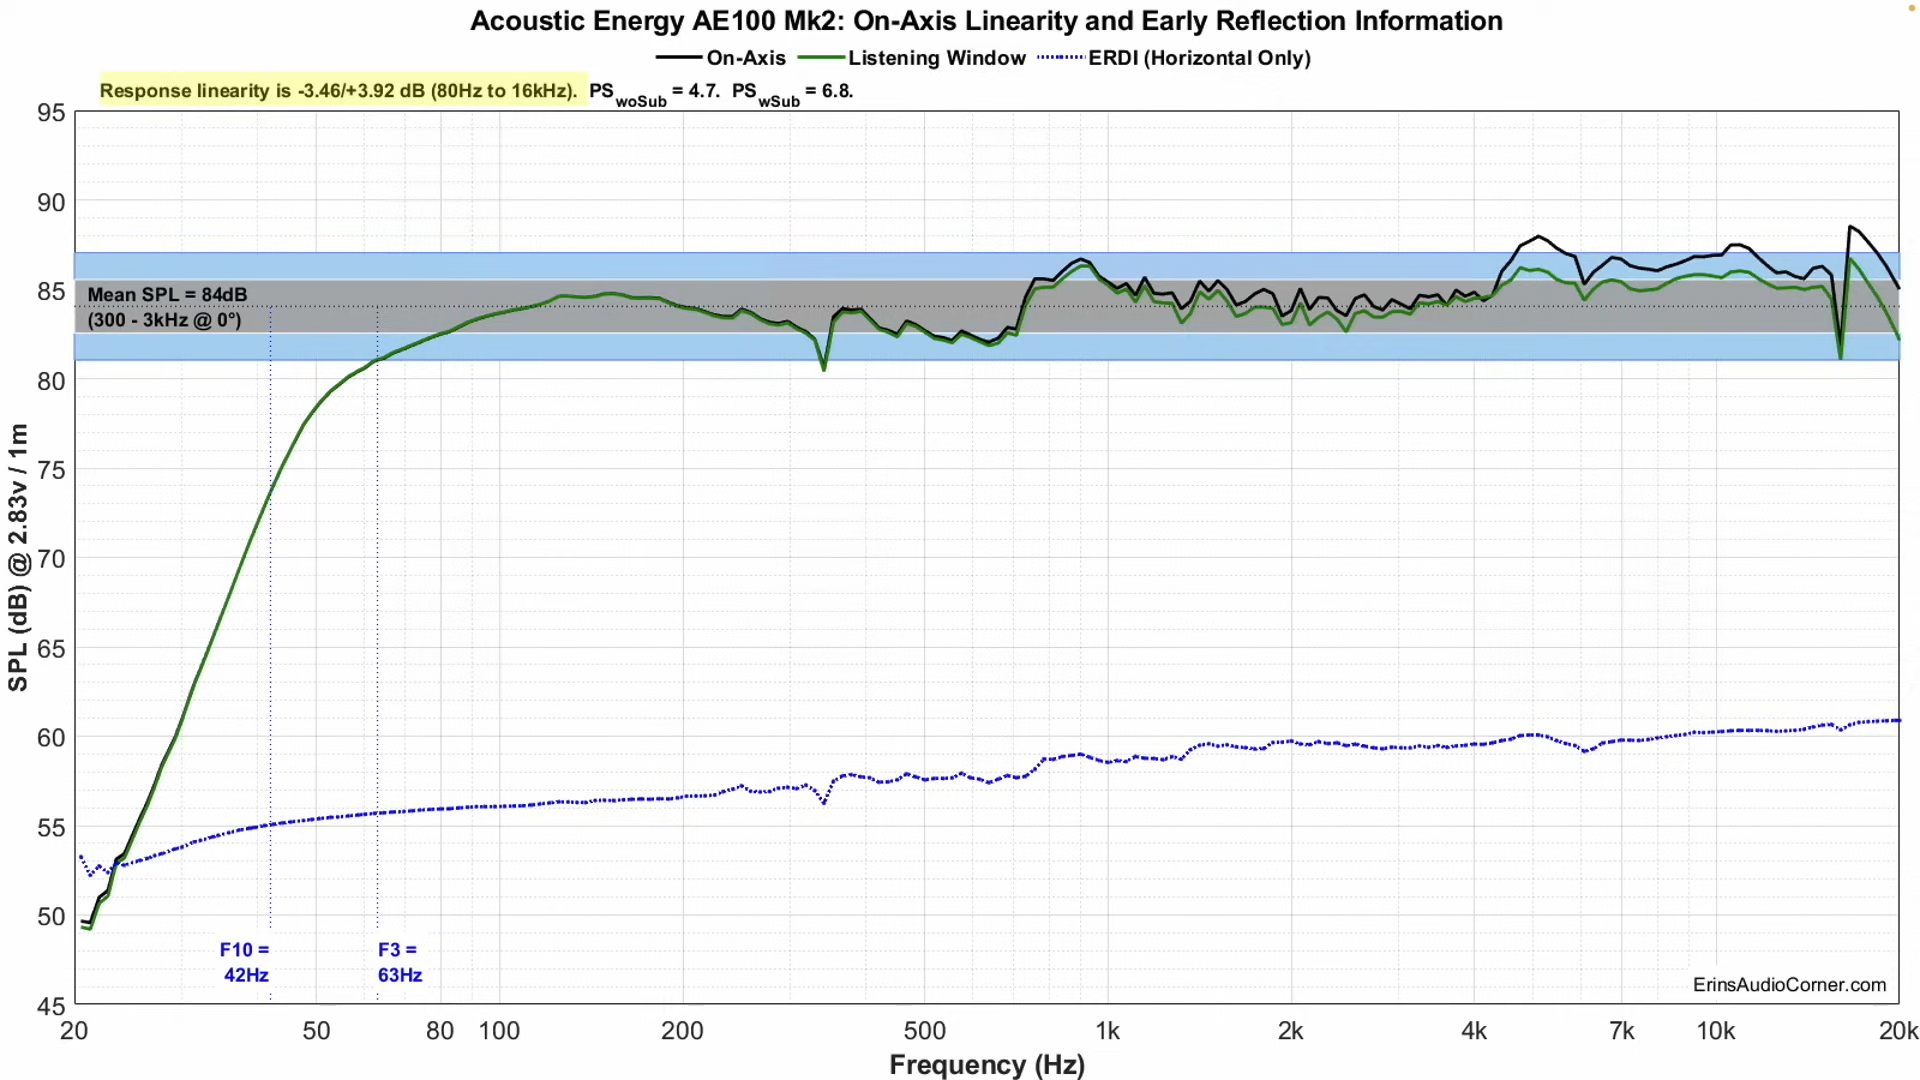 Acoustic Energy AE100 Mk2: On-Axis Linearity and Early Reflection Information
On-Axis Listening Window ERDI (Horizontal Only)
Response linearity is -3.46/+3.92 dB (80Hz to 16kHz). PSwoSub = 4.7. PSwSub = 6.8.
95
90
85
80
75
70
65
60
55
50
45
SPL (dB) @ 2.83v / 1m
Mean SPL = 84dB
(300 - 3kHz @ 0°)
F10 =
42Hz
F3 =
63Hz
ErinsAudioCorner.com
20 50 80 100 200 500 1k 2k 4k 7k 10k 20k
Frequency (Hz)